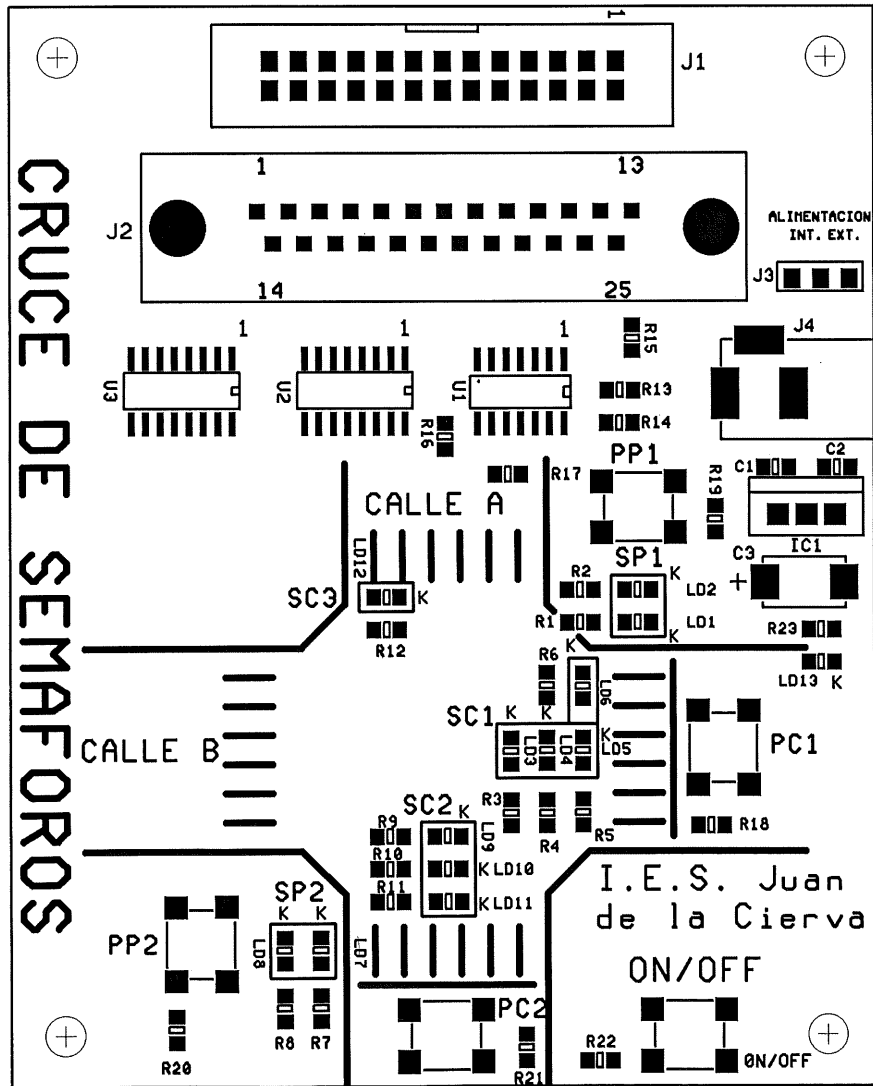 1
J1
CRUCE DE SEMAFOROS
1 13
J2
ALIMENTACION
INT. EXT.
J3
14 25
1 1 1
R15
J4
U3 U2 U1
R13
R14
R16
PP1
C1 C2
R17
R19
CALLE A
IC1
LD12
SP1
C3
+
K
R2
LD2
SC3
K
R1
LD1
R23
R12
K
K
R6
LD13 K
LD6
SC1
K K
K
LD3
LD4
LD5
CALLE B
PC1
SC2
K
R3
R9
LD9
R4
R5
R18
R10
K LD10
R11
K LD11
SP2
K K
I.E.S. Juan
de la Cierva
PP2
LD8
LD7
ON/OFF
PC2
R8 R7
R20
R21
R22
ON/OFF